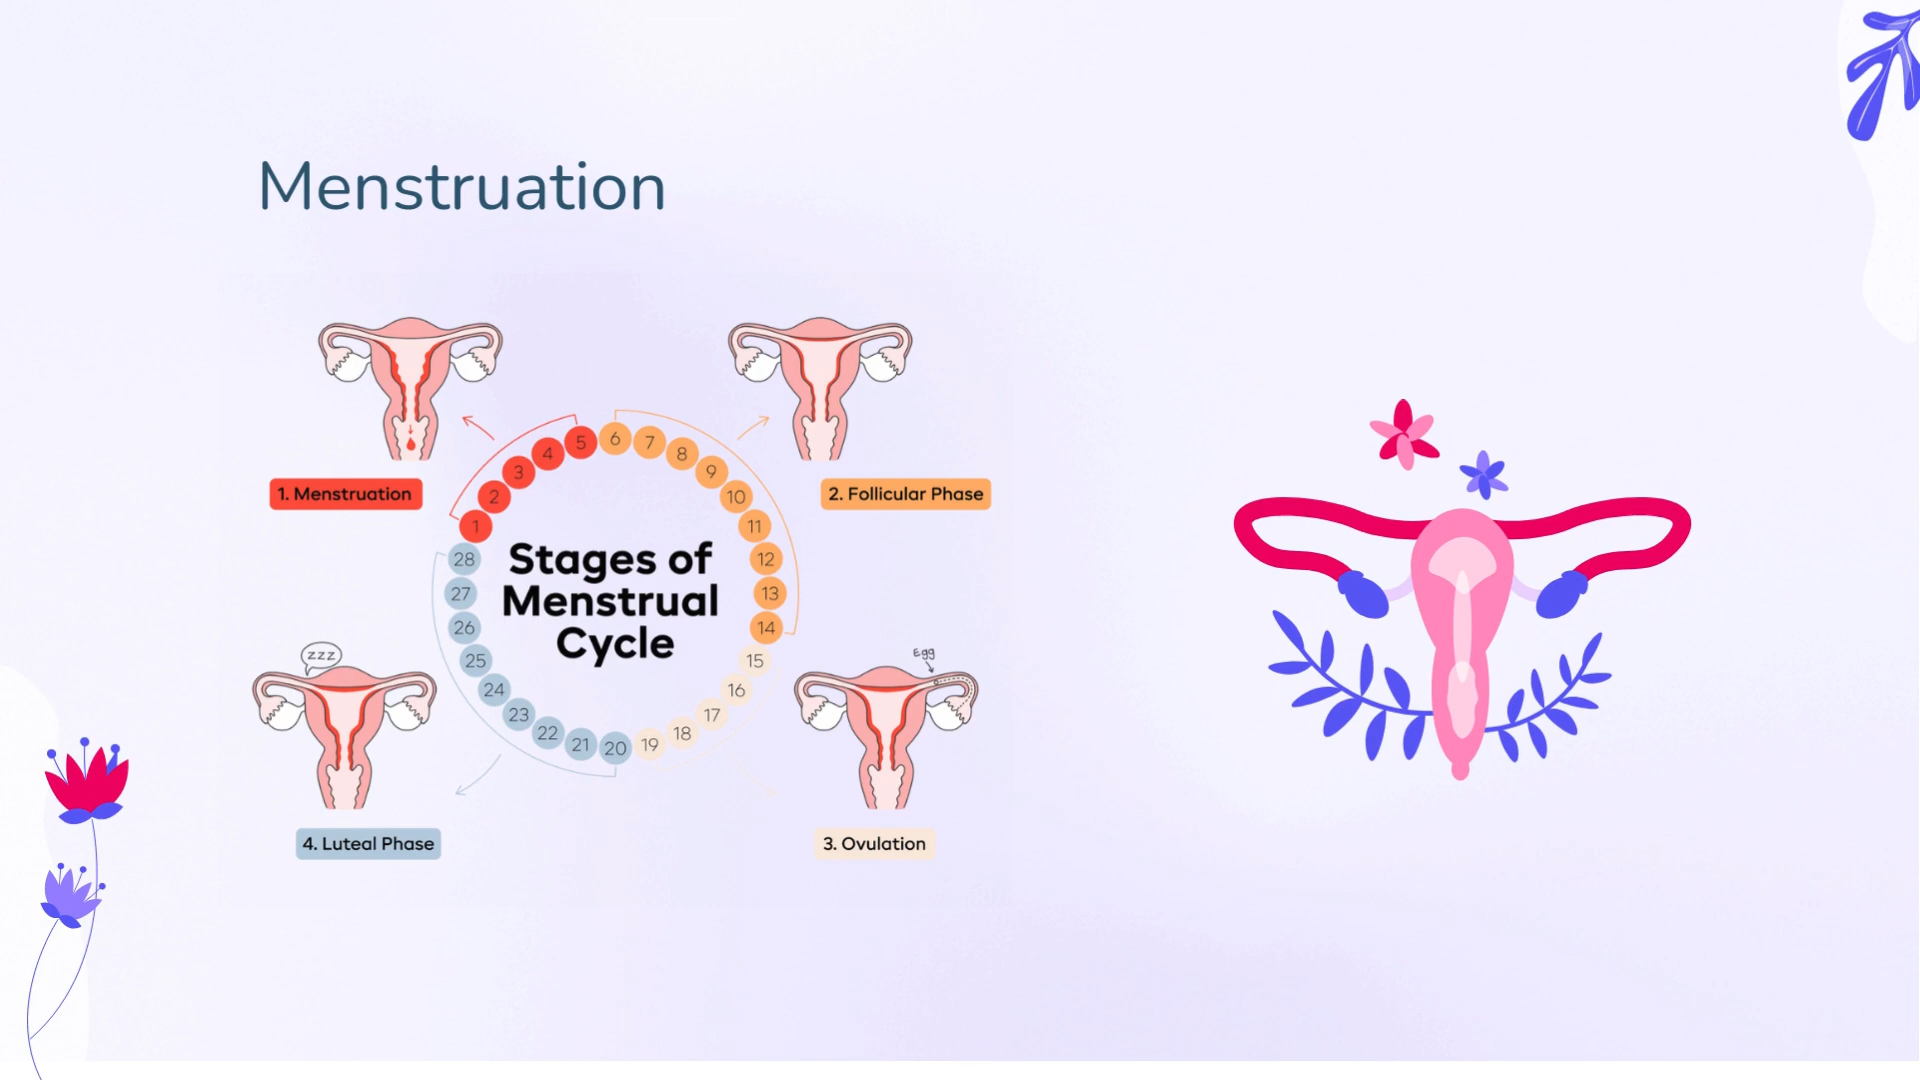 Menstruation
1. Menstruation
2. Follicular Phase
Stages of
Menstrual
Cycle
1
2
3
4
5
6
7
8
9
10
11
12
13
14
15
16
17
18
19
20
21
22
23
24
25
26
27
28
zzz
Egg
4. Luteal Phase
3. Ovulation